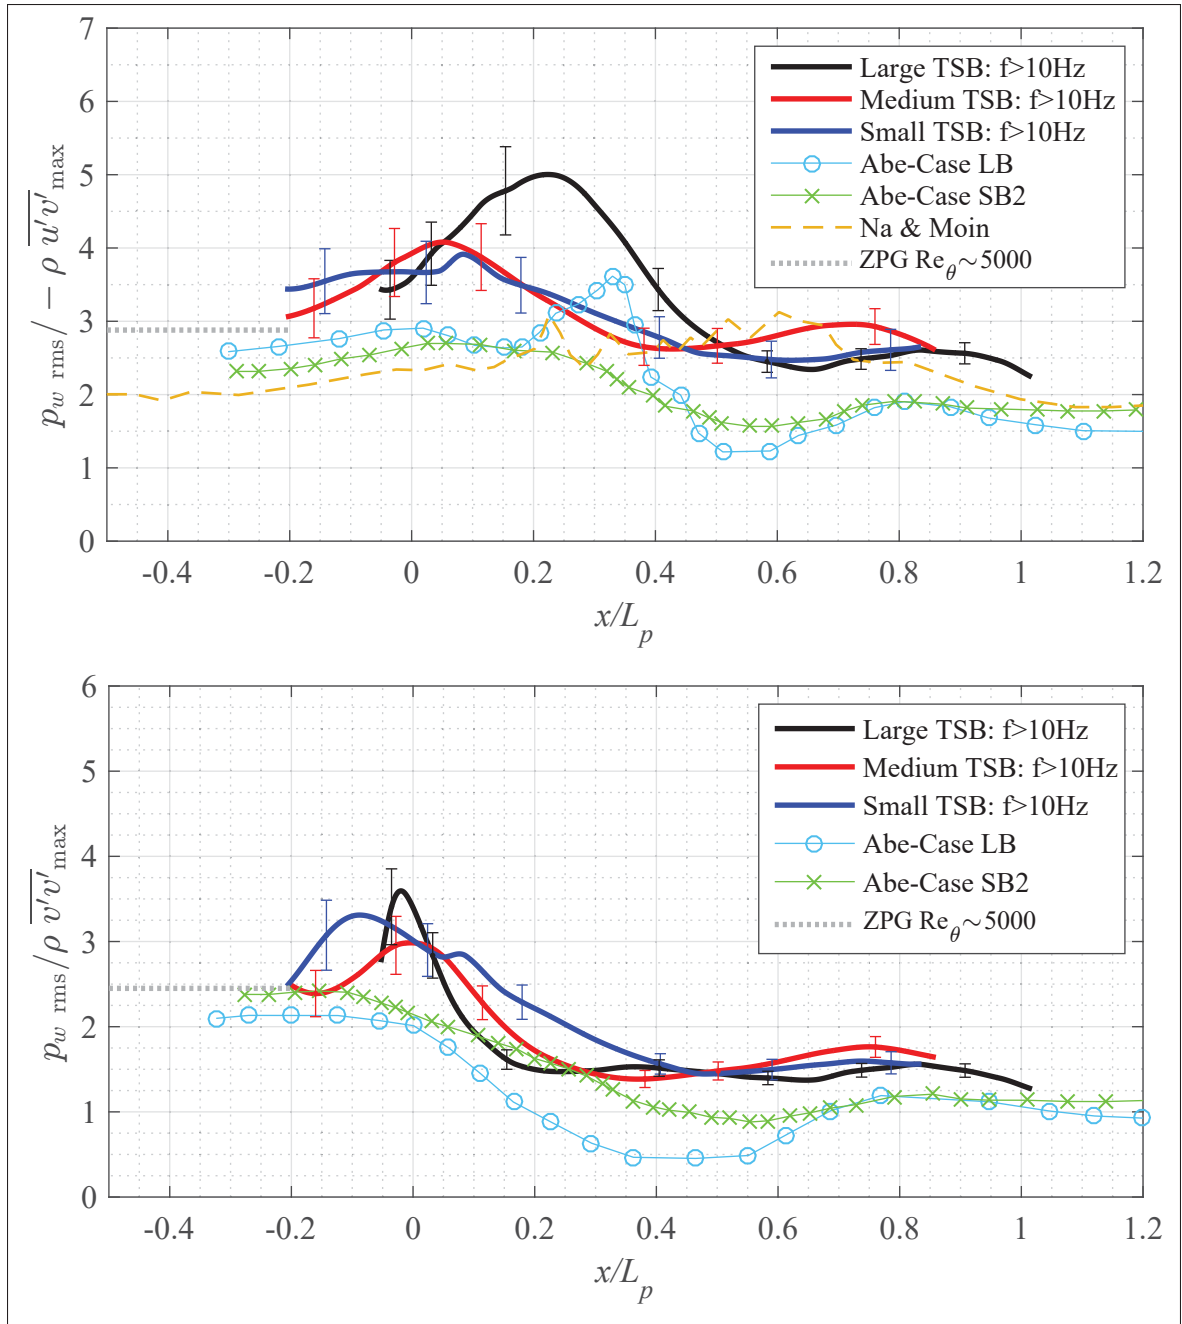 7
6
5
4
3
2
1
0
-0.4 -0.2 0 0.2 0.4 0.6 0.8 1 1.2
x/L_p
p_w rms / − ρ u'v'_max
Large TSB: f>10Hz
Medium TSB: f>10Hz
Small TSB: f>10Hz
Abe-Case LB
Abe-Case SB2
Na & Moin
ZPG Re_θ∼5000
6
5
4
3
2
1
0
-0.4 -0.2 0 0.2 0.4 0.6 0.8 1 1.2
x/L_p
p_w rms / ρ v'v'_max
Large TSB: f>10Hz
Medium TSB: f>10Hz
Small TSB: f>10Hz
Abe-Case LB
Abe-Case SB2
ZPG Re_θ∼5000